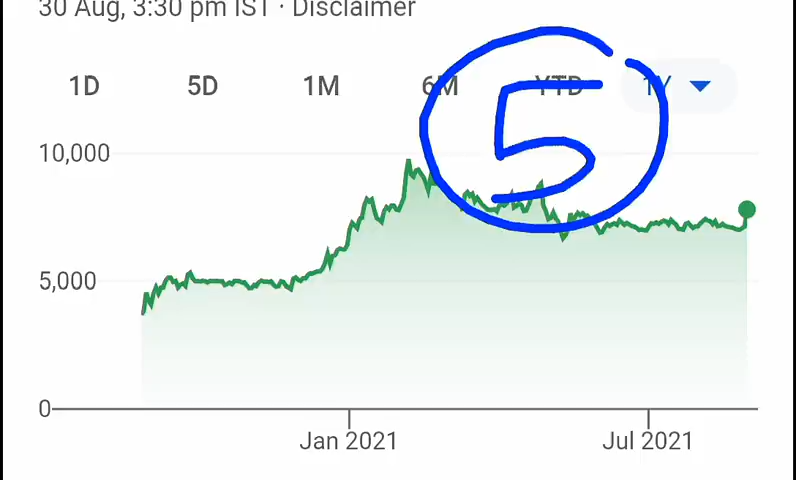 30 Aug, 3:30 pm IST · Disclaimer
1D 5D 1M 6M YTD 1Y
5
10,000
5,000
0
Jan 2021 Jul 2021